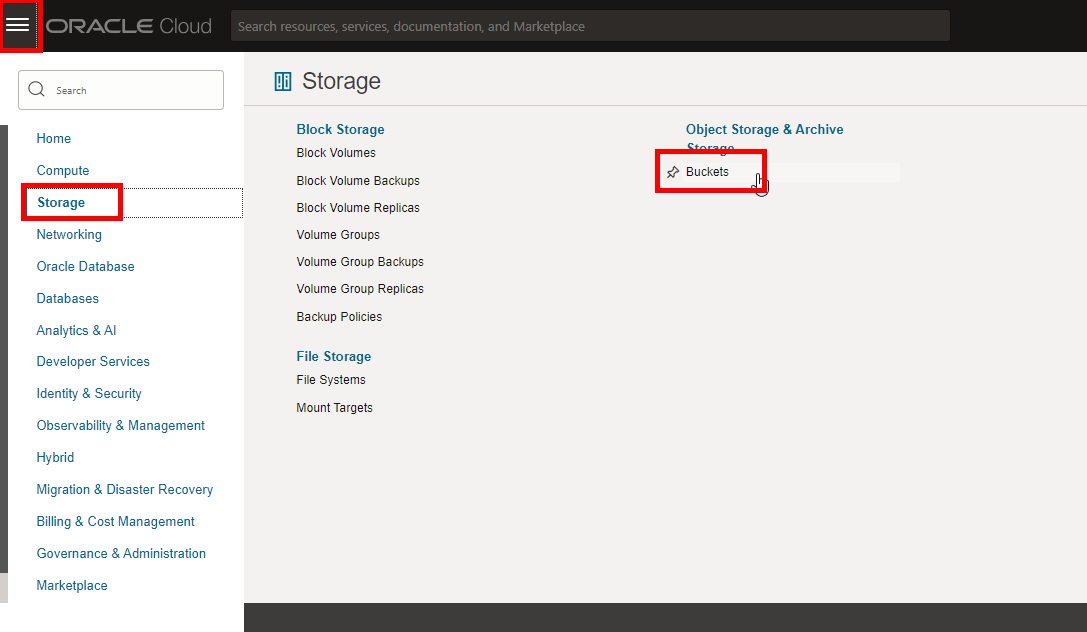 ORACLE Cloud
Search resources, services, documentation, and Marketplace
Search
Home
Compute
Storage
Networking
Oracle Database
Databases
Analytics & AI
Developer Services
Identity & Security
Observability & Management
Hybrid
Migration & Disaster Recovery
Billing & Cost Management
Governance & Administration
Marketplace
Storage
Block Storage
Block Volumes
Block Volume Backups
Block Volume Replicas
Volume Groups
Volume Group Backups
Volume Group Replicas
Backup Policies
File Storage
File Systems
Mount Targets
Object Storage & Archive
Storage
Buckets